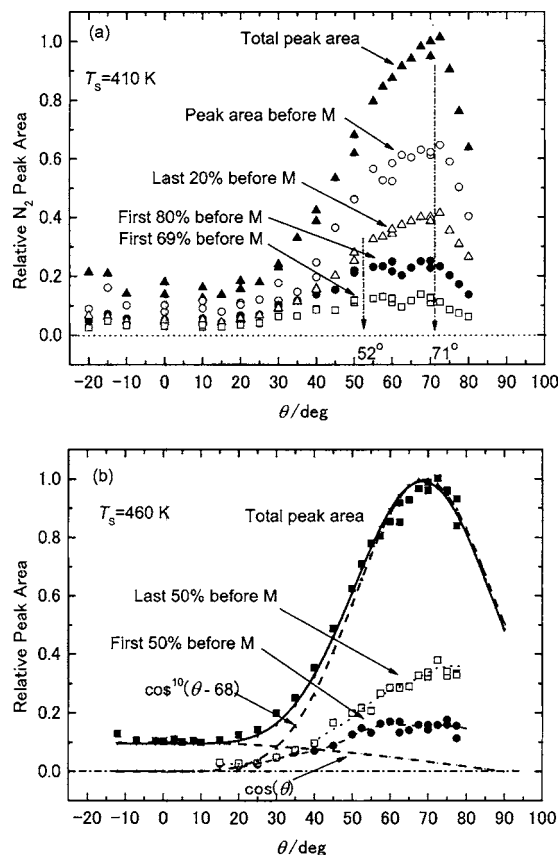 (a)
Total peak area
T_s=410 K
Peak area before M
Last 20% before M
First 80% before M
First 69% before M
Relative N₂ Peak Area
1.0
0.8
0.6
0.4
0.2
0.0
52°
71°
-20 -10 0 10 20 30 40 50 60 70 80 90 100
θ/deg
(b)
T_s=460 K
Total peak area
Last 50% before M
First 50% before M
cos¹⁰(θ - 68)
cos(θ)
Relative Peak Area
1.0
0.8
0.6
0.4
0.2
0.0
-20 -10 0 10 20 30 40 50 60 70 80 90 100
θ/deg